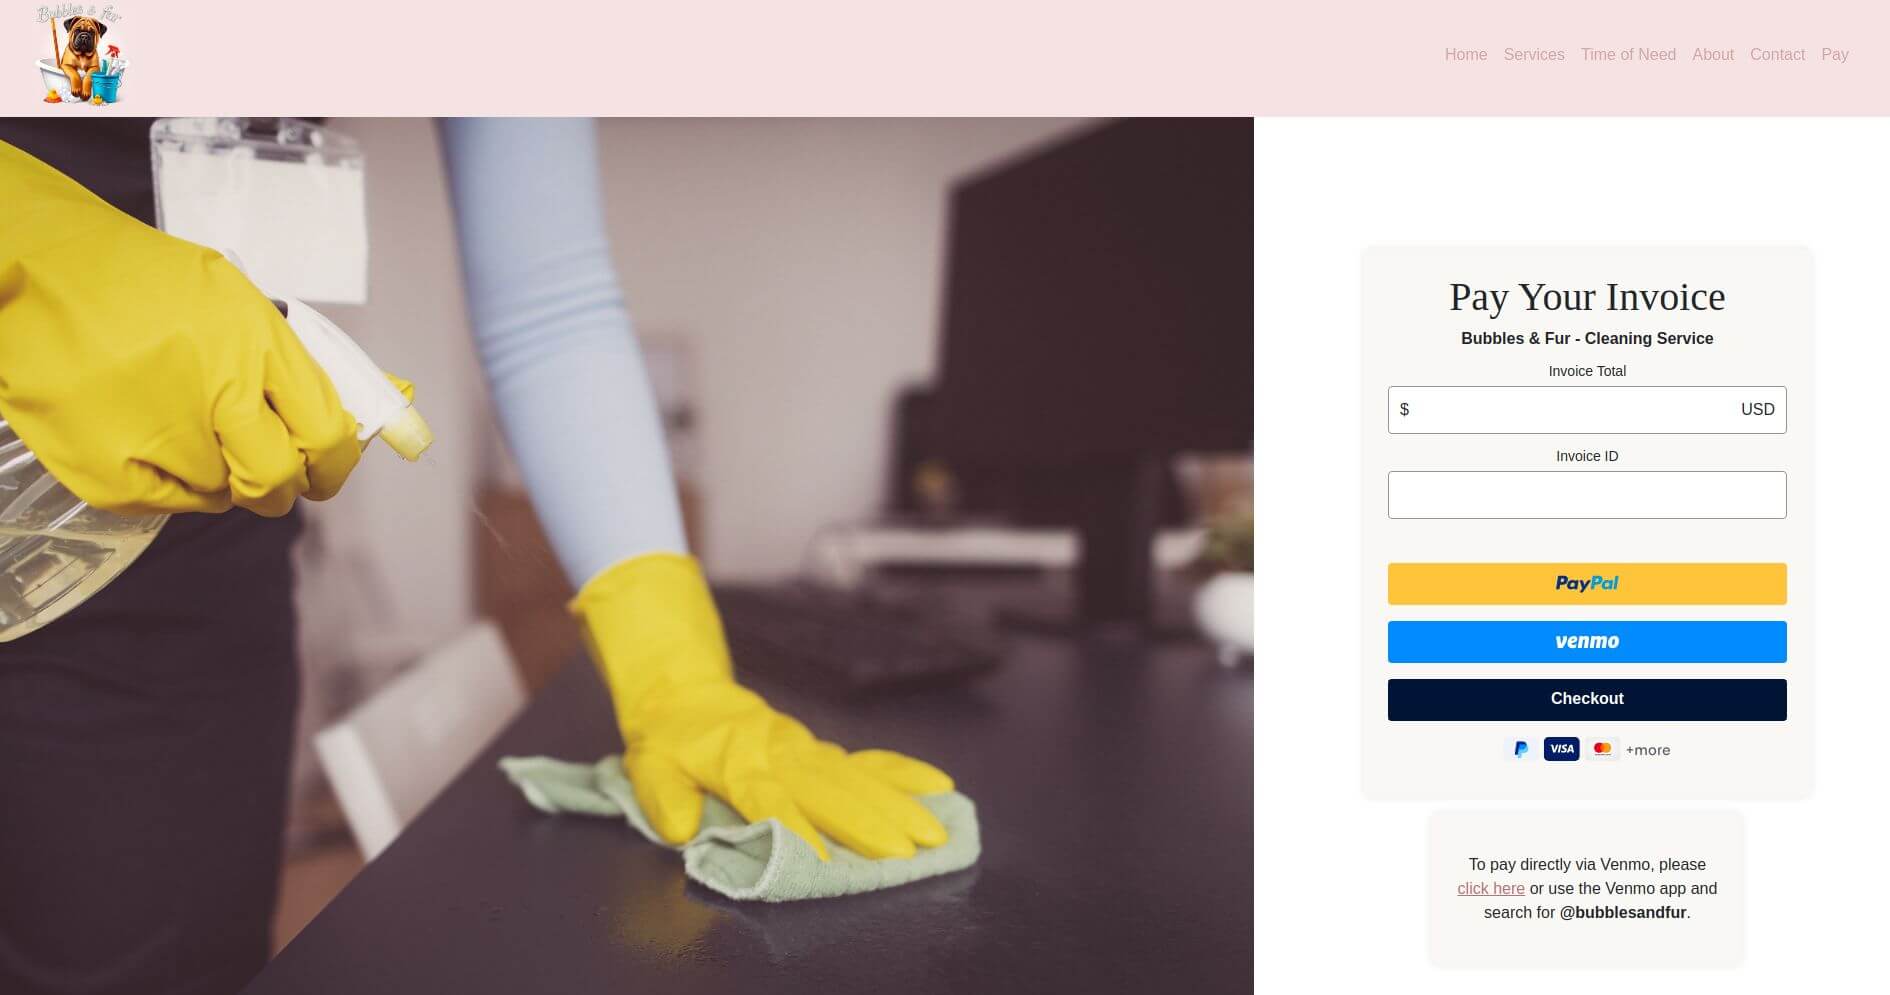 Bubbles & fur
Home Services Time of Need About Contact Pay
Pay Your Invoice
Bubbles & Fur - Cleaning Service
Invoice Total
$ USD
Invoice ID
PayPal
venmo
Checkout
VISA +more
To pay directly via Venmo, please
click here or use the Venmo app and
search for @bubblesandfur.